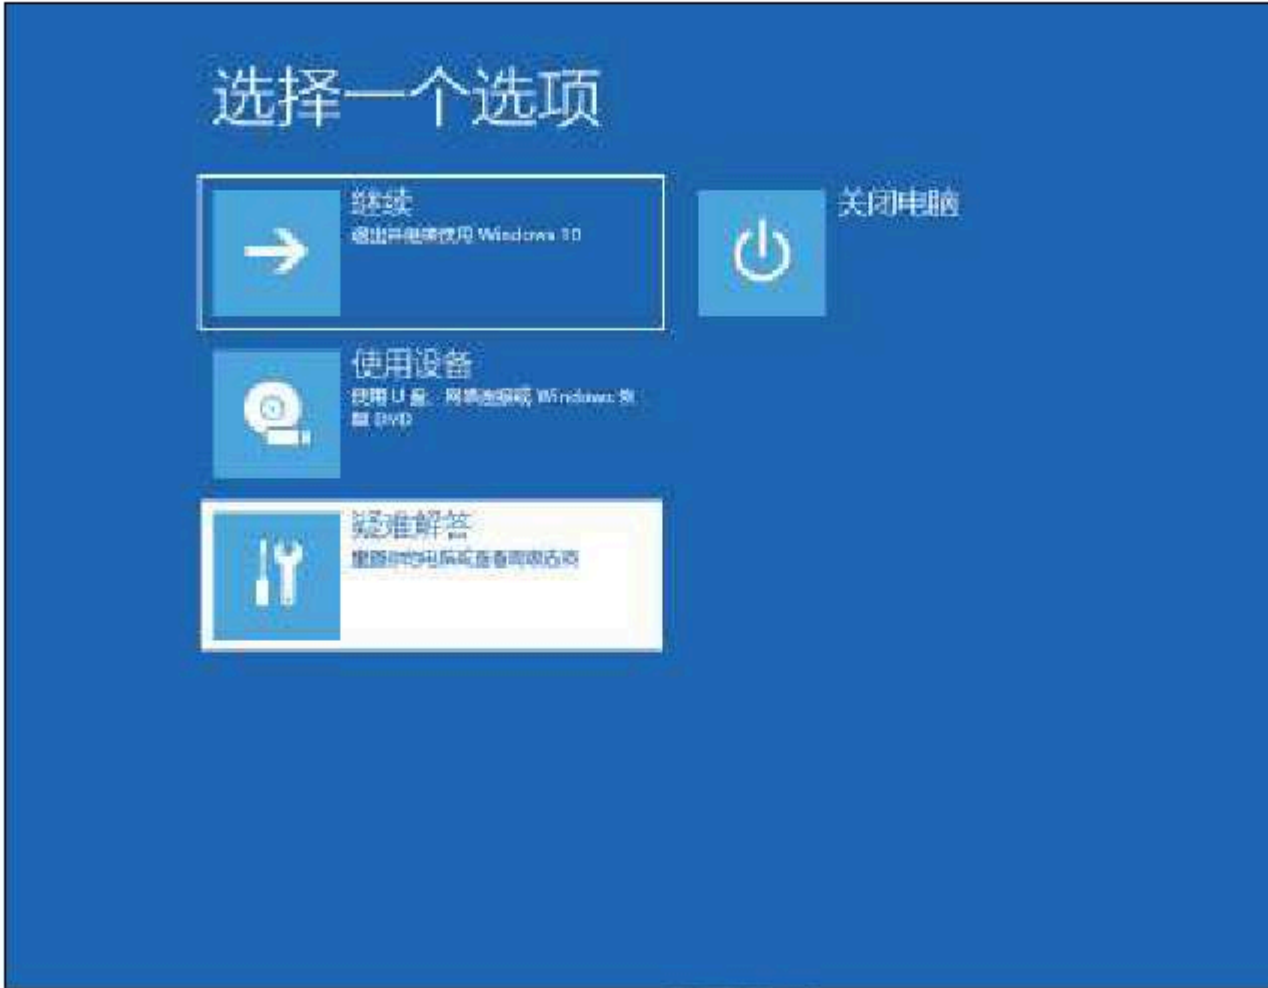 选择一个选项
继续
退出并继续使用 Windows 10
关闭电脑
使用设备
使用 U 盘、网络连接或 Windows 恢
复 DVD
疑难解答
重置你的电脑或查看高级选项